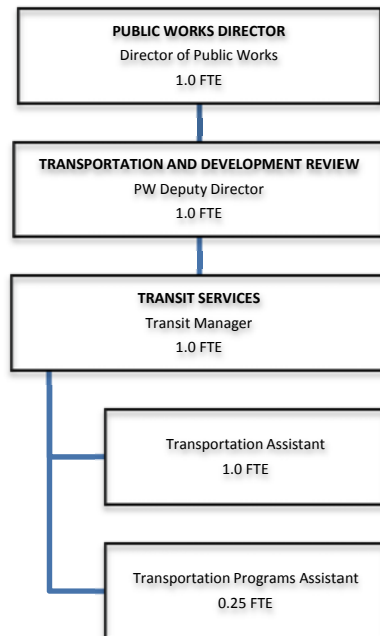 PUBLIC WORKS DIRECTOR
Director of Public Works
1.0 FTE
TRANSPORTATION AND DEVELOPMENT REVIEW
PW Deputy Director
1.0 FTE
TRANSIT SERVICES
Transit Manager
1.0 FTE
Transportation Assistant
1.0 FTE
Transportation Programs Assistant
0.25 FTE